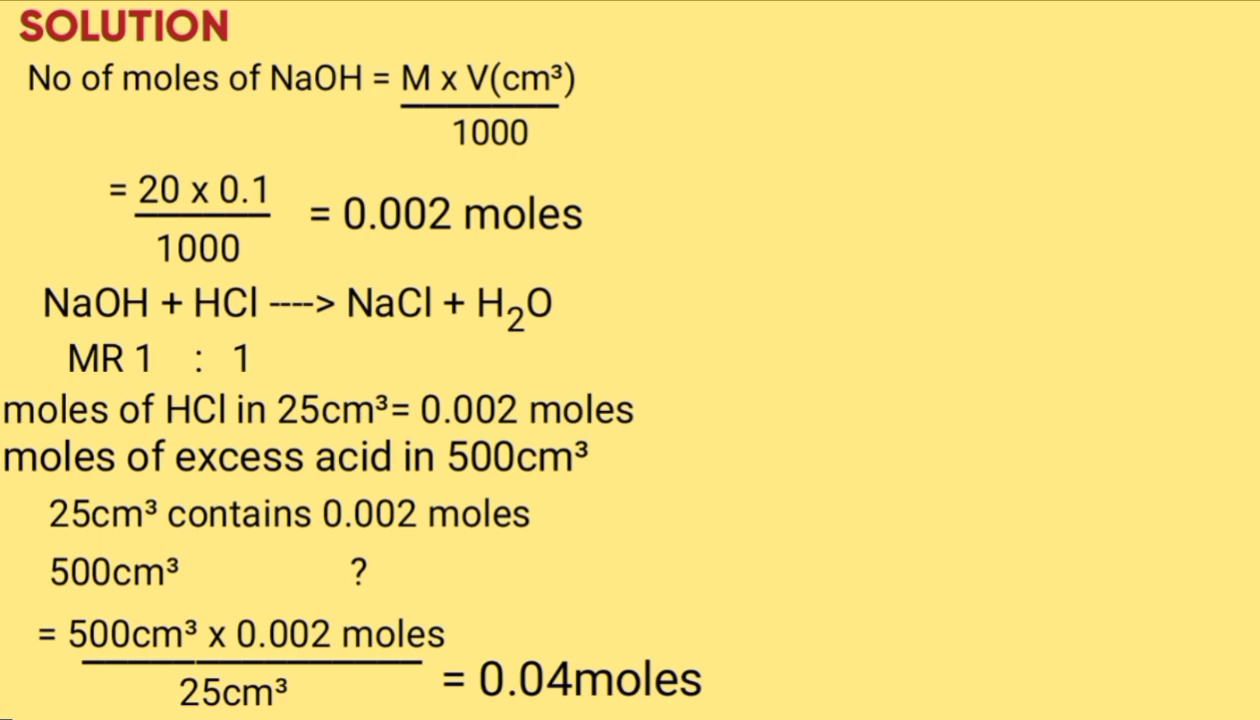 SOLUTION
No of moles of NaOH = M x V(cm³)
1000
= 20 x 0.1
1000
= 0.002 moles
NaOH + HCl ----> NaCl + H₂O
MR 1 : 1
moles of HCl in 25cm³= 0.002 moles
moles of excess acid in 500cm³
25cm³ contains 0.002 moles
500cm³ ?
= 500cm³ x 0.002 moles
25cm³
= 0.04moles